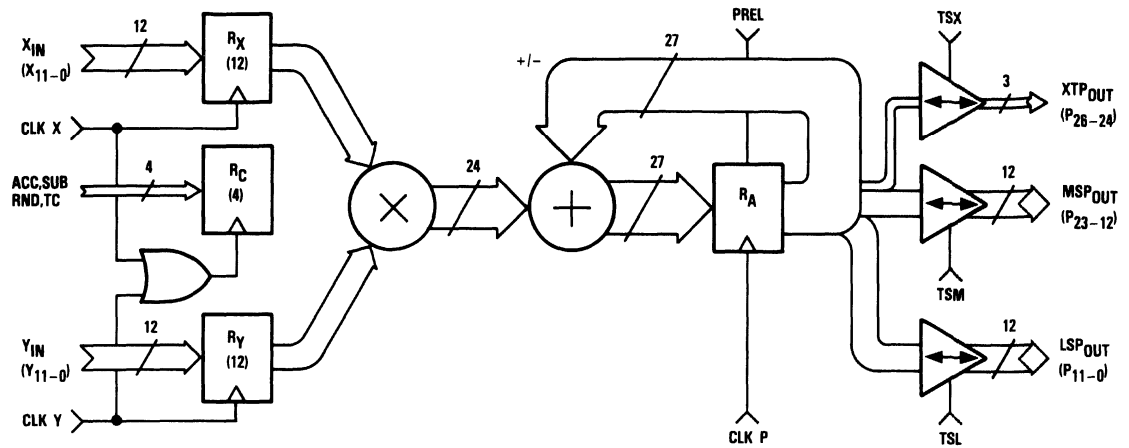 X_IN
(X_11–0)
12
R_X
(12)
CLK X
ACC,SUB
RND,TC
4
R_C
(4)
Y_IN
(Y_11–0)
12
R_Y
(12)
CLK Y
×
24
+
+/–
27
27
PREL
R_A
CLK P
TSX
3
XTP_OUT
(P_26–24)
12
MSP_OUT
(P_23–12)
TSM
12
LSP_OUT
(P_11–0)
TSL